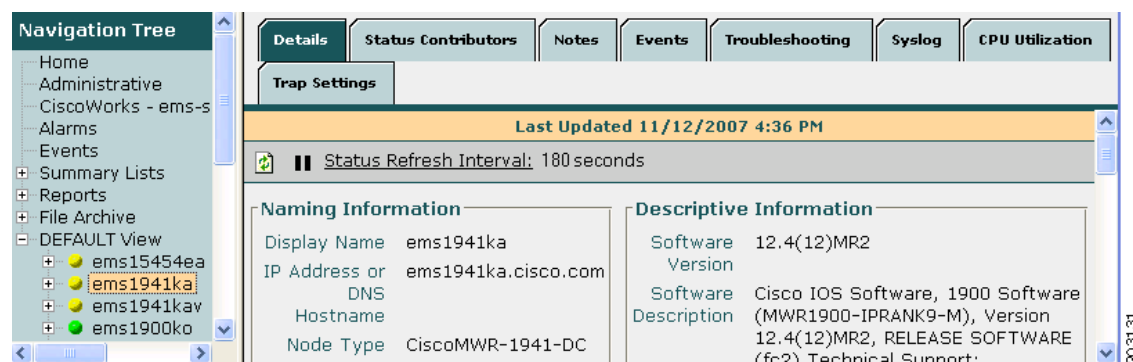 Navigation Tree
Home
Administrative
CiscoWorks - ems-s
Alarms
Events
Summary Lists
Reports
File Archive
DEFAULT View
ems15454ea
ems1941ka
ems1941kav
ems1900ko
Details
Status Contributors
Notes
Events
Troubleshooting
Syslog
CPU Utilization
Trap Settings
Last Updated 11/12/2007 4:36 PM
Status Refresh Interval: 180 seconds
Naming Information
Display Name ems1941ka
IP Address or DNS Hostname ems1941ka.cisco.com
Node Type CiscoMWR-1941-DC
Descriptive Information
Software Version 12.4(12)MR2
Software Description Cisco IOS Software, 1900 Software
(MWR1900-IPRANK9-M), Version
12.4(12)MR2, RELEASE SOFTWARE
(fc2) Technical Support: